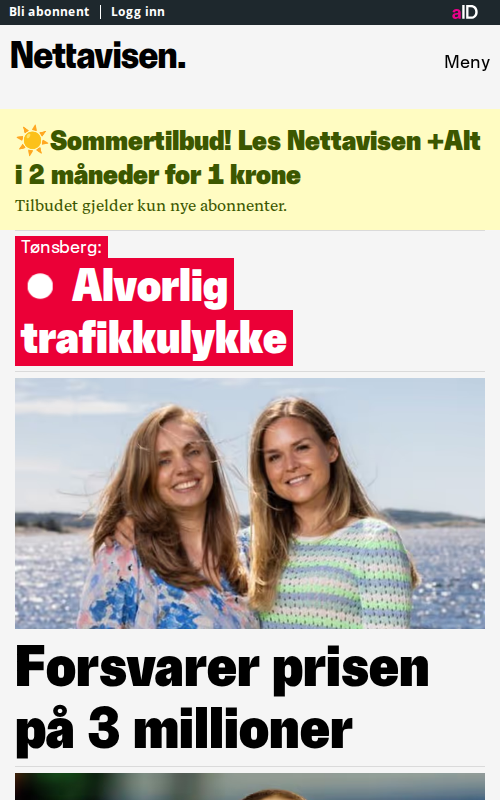 Bli abonnent
Logg inn
aID
Nettavisen.
Meny
Sommertilbud! Les Nettavisen +Alt
i 2 måneder for 1 krone
Tilbudet gjelder kun nye abonnenter.
Tønsberg:
Alvorlig
trafikkulykke
Forsvarer prisen
på 3 millioner